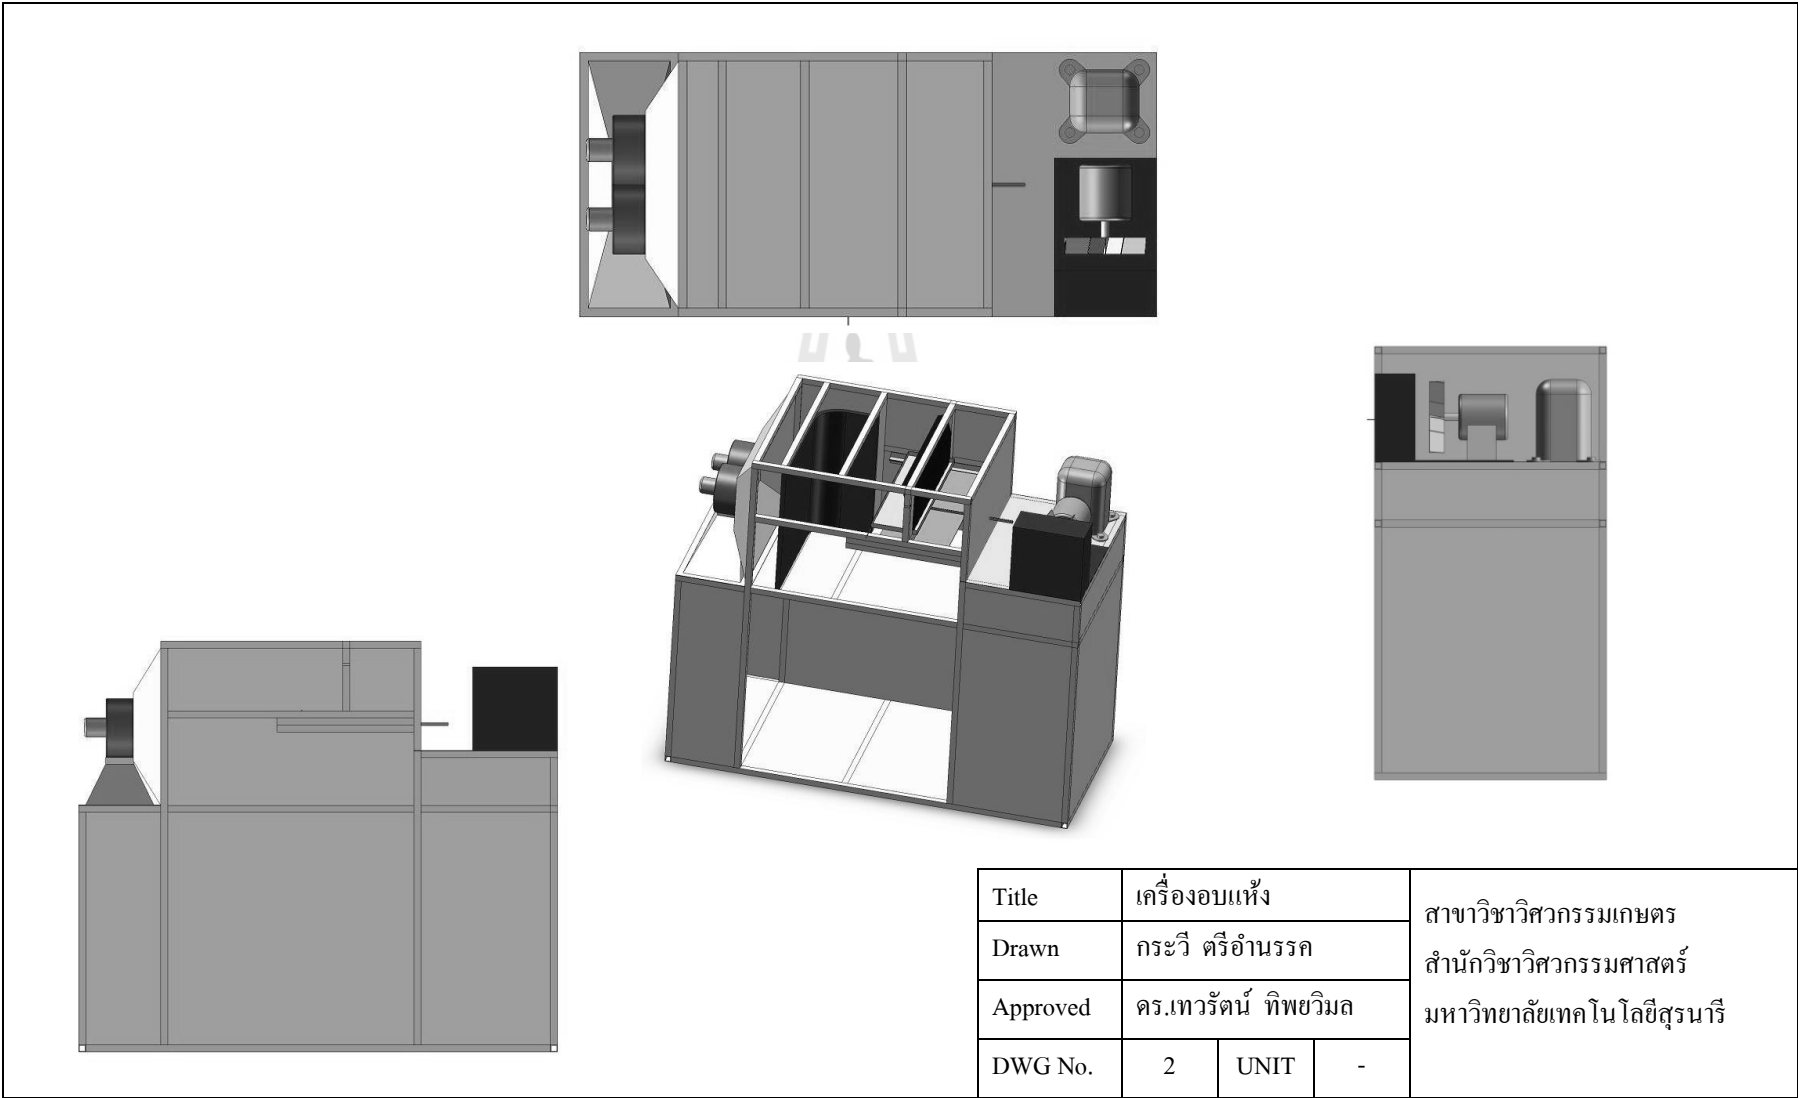 Title เครื่องอบแห้ง
Drawn กระวี ตรีอำนรรค
Approved ดร.เทวรัตน์ ทิพยวิมล
DWG No. 2 UNIT -
สาขาวิชาวิศวกรรมเกษตร
สำนักวิชาวิศวกรรมศาสตร์
มหาวิทยาลัยเทคโนโลยีสุรนารี